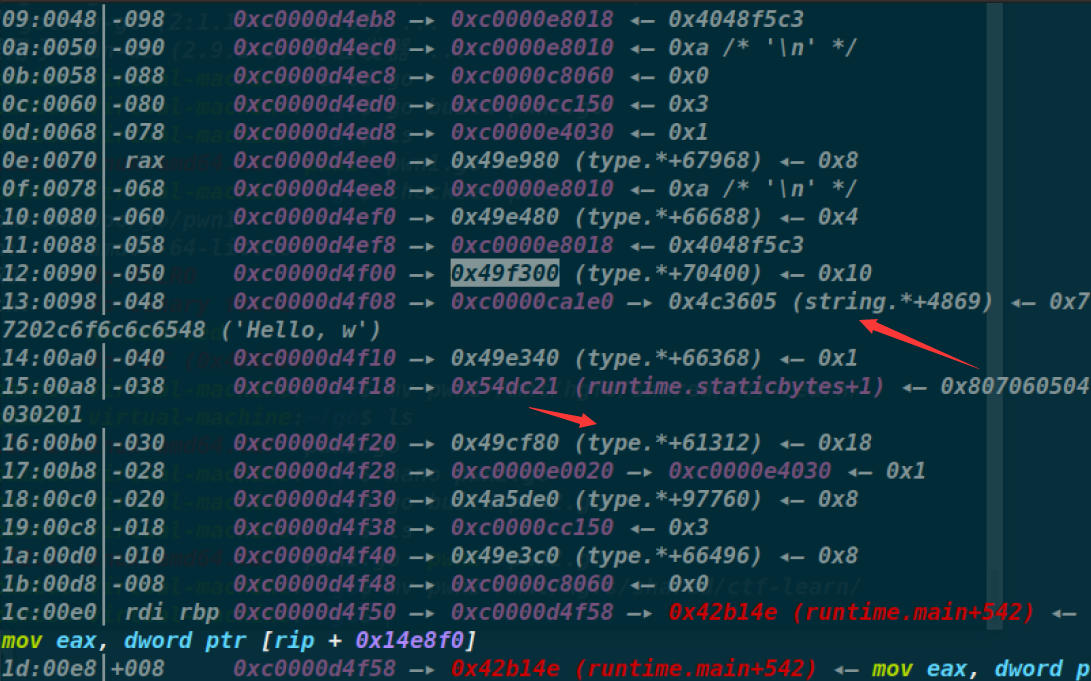 09:0048│-098     0xc0000d4eb8 —▸ 0xc0000e8018 ◂— 0x4048f5c3
0a:0050│-090     0xc0000d4ec0 —▸ 0xc0000e8010 ◂— 0xa /* '\n' */
0b:0058│-088     0xc0000d4ec8 —▸ 0xc0000c8060 ◂— 0x0
0c:0060│-080     0xc0000d4ed0 —▸ 0xc0000cc150 ◂— 0x3
0d:0068│-078     0xc0000d4ed8 —▸ 0xc0000e4030 ◂— 0x1
0e:0070│ rax     0xc0000d4ee0 —▸ 0x49e980 (type.*+67968) ◂— 0x8
0f:0078│-068     0xc0000d4ee8 —▸ 0xc0000e8010 ◂— 0xa /* '\n' */
10:0080│-060     0xc0000d4ef0 —▸ 0x49e480 (type.*+66688) ◂— 0x4
11:0088│-058     0xc0000d4ef8 —▸ 0xc0000e8018 ◂— 0x4048f5c3
12:0090│-050     0xc0000d4f00 —▸ 0x49f300 (type.*+70400) ◂— 0x10
13:0098│-048     0xc0000d4f08 —▸ 0xc0000ca1e0 —▸ 0x4c3605 (string.*+4869) ◂— 0x7
7202c6f6c6c6548 ('Hello, w')
14:00a0│-040     0xc0000d4f10 —▸ 0x49e340 (type.*+66368) ◂— 0x1
15:00a8│-038     0xc0000d4f18 —▸ 0x54dc21 (runtime.staticbytes+1) ◂— 0x807060504
030201
16:00b0│-030     0xc0000d4f20 —▸ 0x49cf80 (type.*+61312) ◂— 0x18
17:00b8│-028     0xc0000d4f28 —▸ 0xc0000e0020 —▸ 0xc0000e4030 ◂— 0x1
18:00c0│-020     0xc0000d4f30 —▸ 0x4a5de0 (type.*+97760) ◂— 0x8
19:00c8│-018     0xc0000d4f38 —▸ 0xc0000cc150 ◂— 0x3
1a:00d0│-010     0xc0000d4f40 —▸ 0x49e3c0 (type.*+66496) ◂— 0x8
1b:00d8│-008     0xc0000d4f48 —▸ 0xc0000c8060 ◂— 0x0
1c:00e0│ rdi rbp 0xc0000d4f50 —▸ 0xc0000d4f58 —▸ 0x42b14e (runtime.main+542) ◂—
mov eax, dword ptr [rip + 0x14e8f0]
1d:00e8│+008     0xc0000d4f58 —▸ 0x42b14e (runtime.main+542) ◂— mov eax, dword p